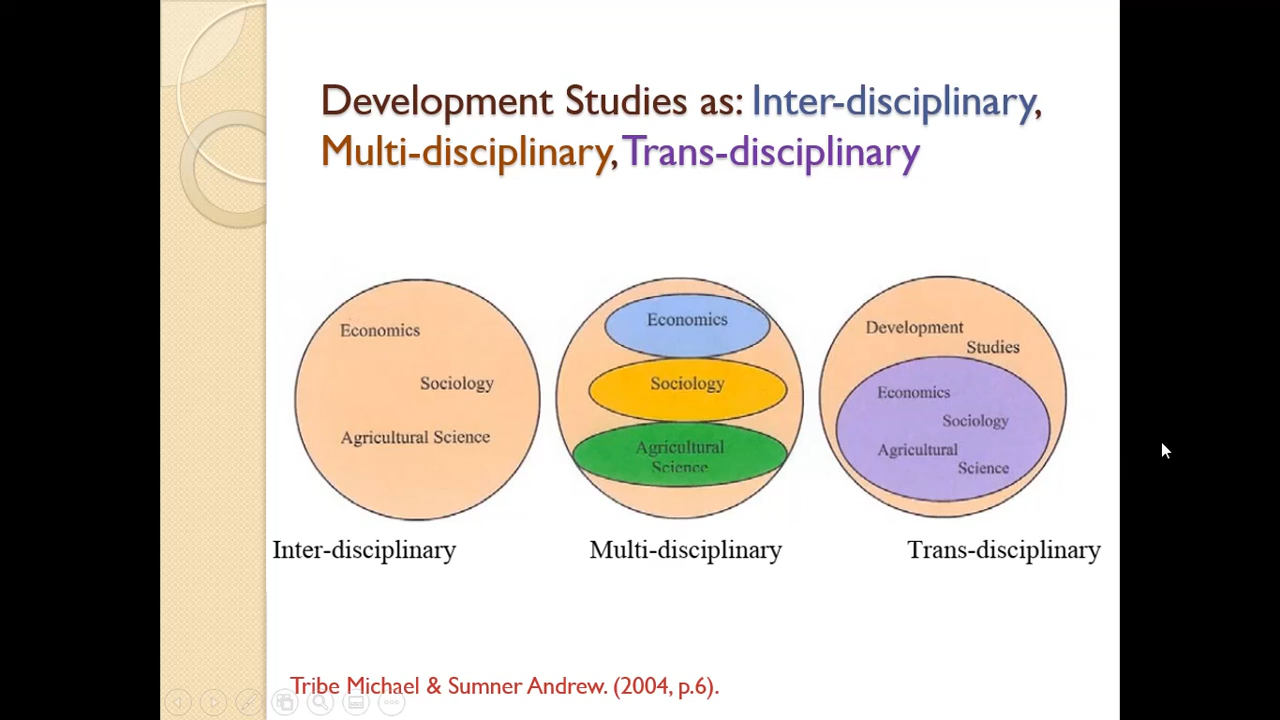 Development Studies as: Inter-disciplinary,
Multi-disciplinary, Trans-disciplinary
Economics
Sociology
Agricultural Science
Economics
Sociology
Agricultural
Science
Development
Studies
Economics
Sociology
Agricultural
Science
Inter-disciplinary
Multi-disciplinary
Trans-disciplinary
Tribe Michael & Sumner Andrew. (2004, p.6).